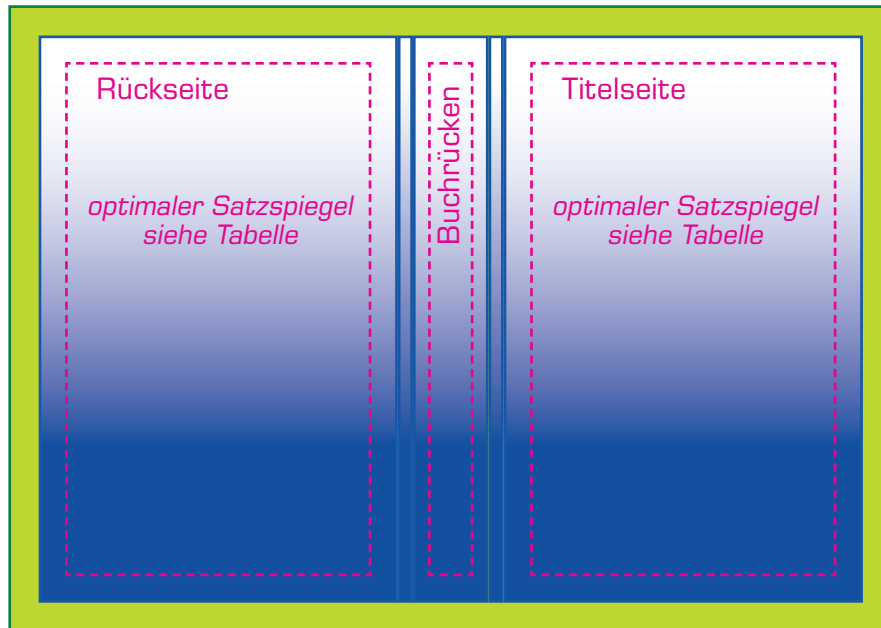 Rückseite
optimaler Satzspiegel
siehe Tabelle
Buchrücken
Titelseite
optimaler Satzspiegel
siehe Tabelle